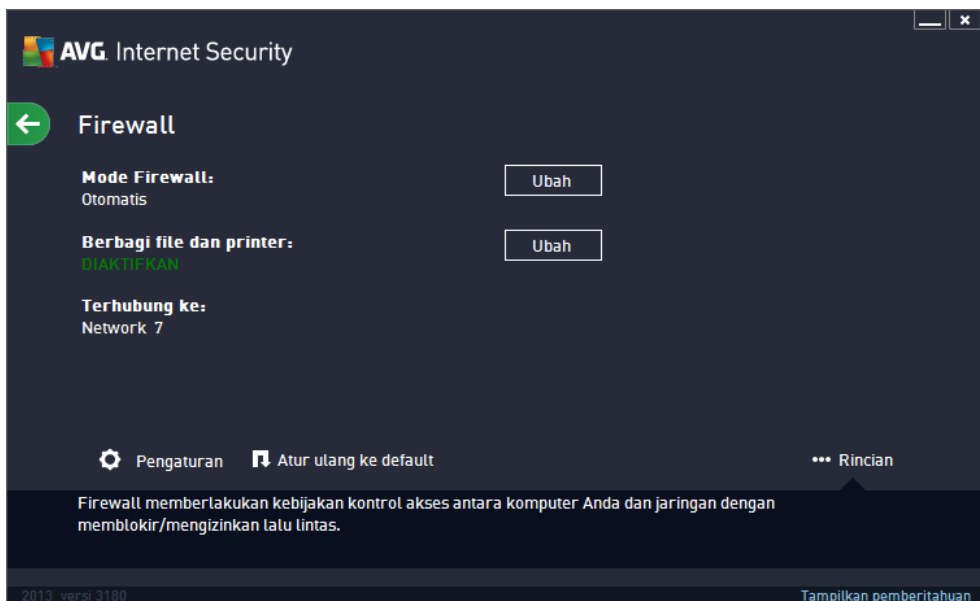 AVG. Internet Security
Firewall
Mode Firewall:
Otomatis
Ubah
Berbagi file dan printer:
DIAKTIFKAN
Ubah
Terhubung ke:
Network 7
Pengaturan
Atur ulang ke default
Rincian
Firewall memberlakukan kebijakan kontrol akses antara komputer Anda dan jaringan dengan
memblokir/mengizinkan lalu lintas.
2013 versi 3180
Tampilkan pemberitahuan